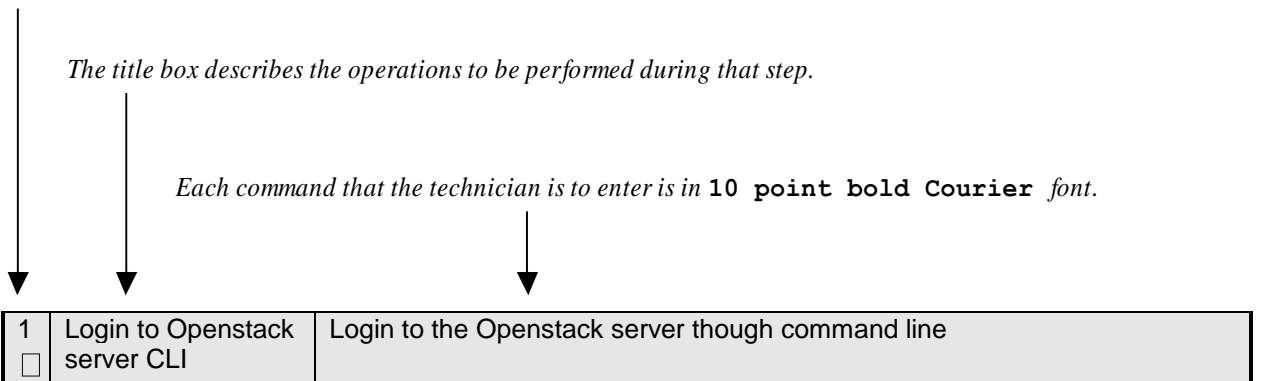 The title box describes the operations to be performed during that step.
Each command that the technician is to enter is in 10 point bold Courier font.
1 Login to Openstack Login to the Openstack server though command line
☐ server CLI